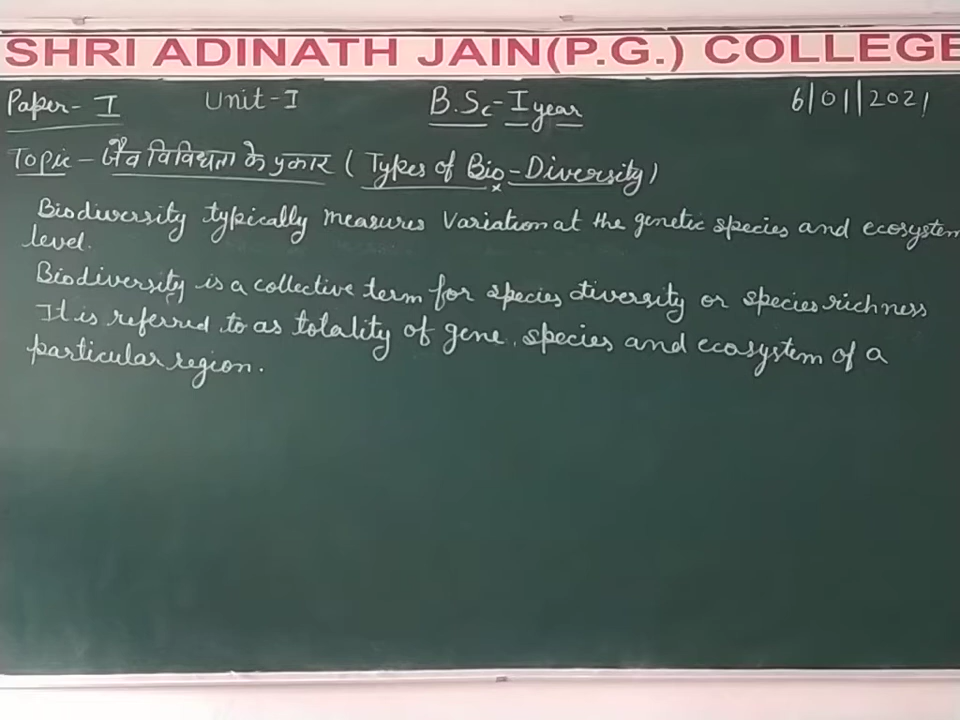 SHRI ADINATH JAIN(P.G.) COLLEGE
Paper- I Unit-I B.Sc-I year 6/01/2021
Topic - जैव विविधता के प्रकार (Types of Bio-Diversity)
Biodiversity typically measures Variation at the genetic species and ecosystem
level.
Biodiversity is a collective term for species diversity or species richness
It is referred to as totality of gene, species and ecosystem of a
particular region.